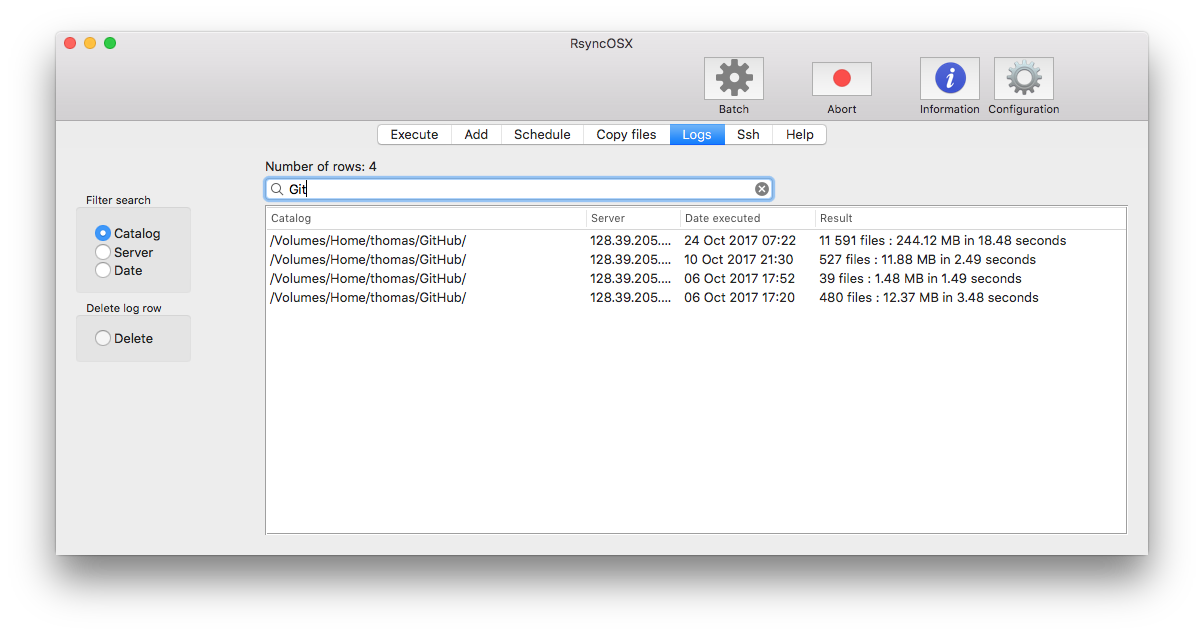 RsyncOSX
Batch
Abort
Information
Configuration
Execute
Add
Schedule
Copy files
Logs
Ssh
Help
Number of rows: 4
Git
Filter search
Catalog
Server
Date
Delete log row
Delete
Catalog Server Date executed Result
/Volumes/Home/thomas/GitHub/ 128.39.205.... 24 Oct 2017 07:22 11 591 files : 244.12 MB in 18.48 seconds
/Volumes/Home/thomas/GitHub/ 128.39.205.... 10 Oct 2017 21:30 527 files : 11.88 MB in 2.49 seconds
/Volumes/Home/thomas/GitHub/ 128.39.205.... 06 Oct 2017 17:52 39 files : 1.48 MB in 1.49 seconds
/Volumes/Home/thomas/GitHub/ 128.39.205.... 06 Oct 2017 17:20 480 files : 12.37 MB in 3.48 seconds